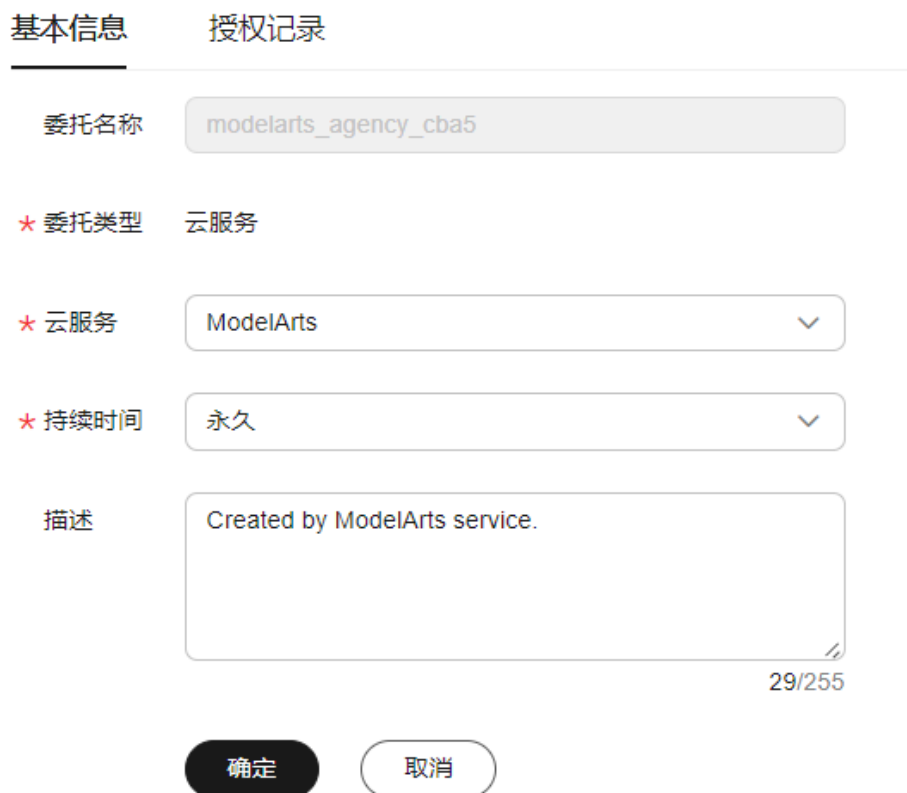 基本信息 授权记录
委托名称 modelarts_agency_cba5
* 委托类型 云服务
* 云服务 ModelArts
* 持续时间 永久
描述 Created by ModelArts service.
29/255
确定 取消